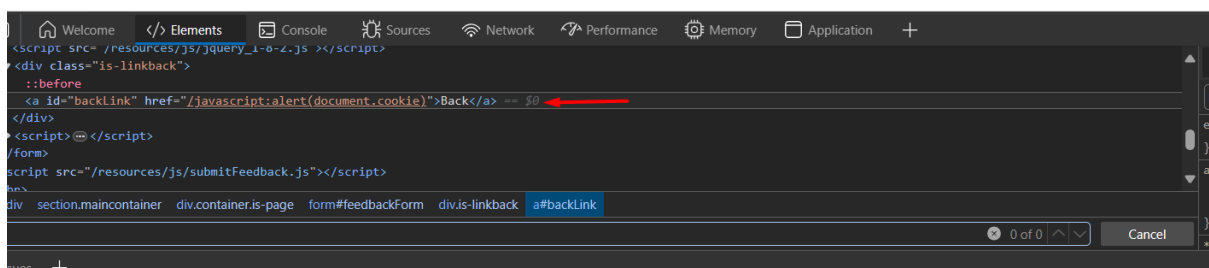 Welcome </> Elements Console Sources Network Performance Memory Application
<script src="/resources/js/jquery_1-8-2.js"></script>
<div class="is-linkback">
::before
<a id="backLink" href="/javascript:alert(document.cookie)">Back</a> == $0
</div>
<script>…</script>
/form>
script src="/resources/js/submitFeedback.js"></script>
div section.maincontainer div.container.is-page form#feedbackForm div.is-linkback a#backLink
0 of 0 Cancel